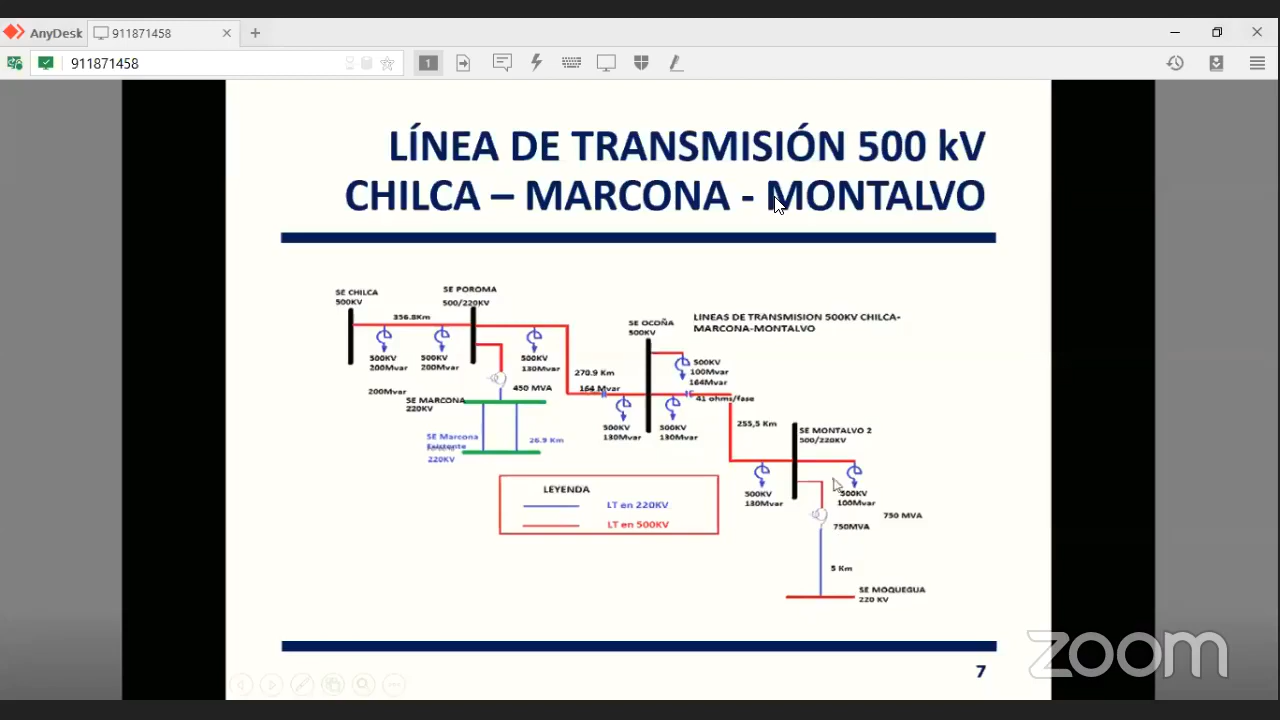 AnyDesk
911871458
911871458
1
LÍNEA DE TRANSMISIÓN 500 kV
CHILCA – MARCONA - MONTALVO
SE CHILCA
500KV
356.8Km
SE POROMA
500/220KV
500KV
200Mvar
500KV
200Mvar
500KV
130Mvar
200Mvar
SE MARCONA
220KV
450 MVA
SE Marcona
Existente
220KV
26.9 Km
270.9 Km
164 Mvar
SE OCOÑA
500KV
LINEAS DE TRANSMISION 500KV CHILCA-
MARCONA-MONTALVO
500KV
100Mvar
164Mvar
41 ohms/fase
500KV
130Mvar
500KV
130Mvar
255,5 Km
SE MONTALVO 2
500/220KV
500KV
130Mvar
500KV
100Mvar
750 MVA
750MVA
5 Km
SE MOQUEGUA
220 KV
LEYENDA
LT en 220KV
LT en 500KV
7
zoom